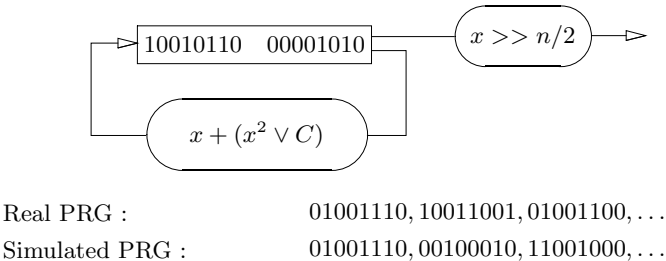 10010110 00001010
x >> n/2
x + (x² ∨ C)
Real PRG : 01001110, 10011001, 01001100, ...
Simulated PRG : 01001110, 00100010, 11001000, ...